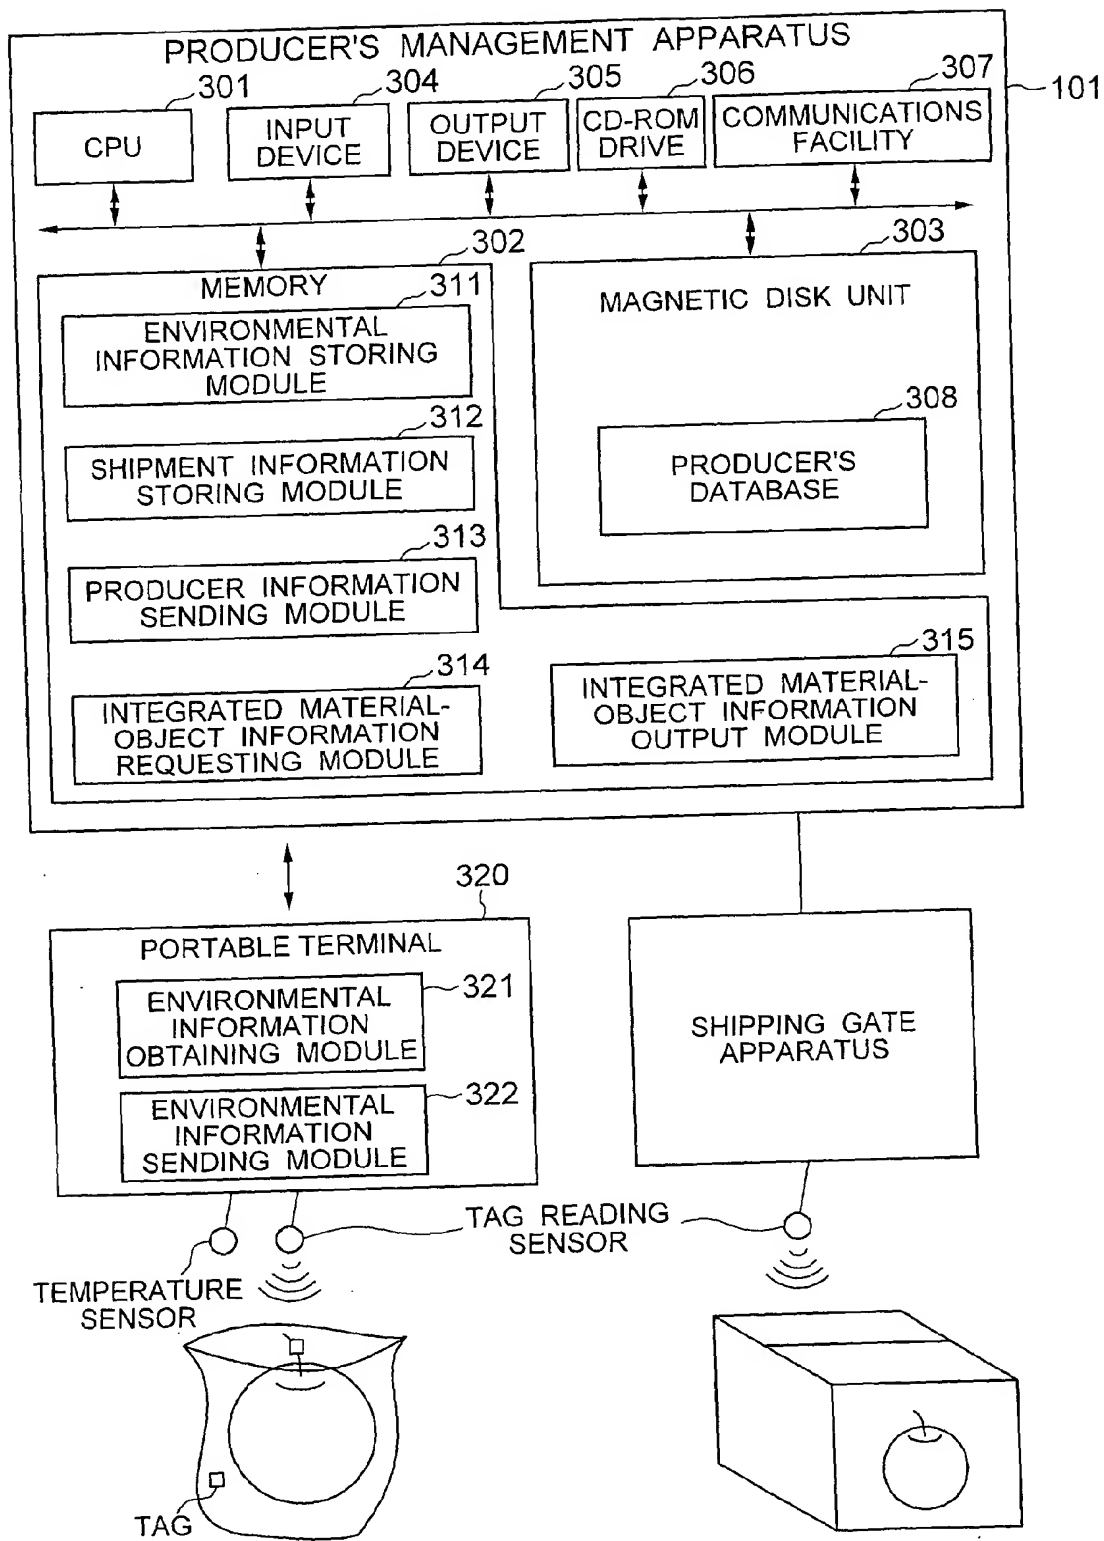 PRODUCER'S MANAGEMENT APPARATUS
301
304
305
306
307
101
CPU
INPUT
DEVICE
OUTPUT
DEVICE
CD-ROM
DRIVE
COMMUNICATIONS
FACILITY
302
303
MEMORY
311
ENVIRONMENTAL
INFORMATION STORING
MODULE
MAGNETIC DISK UNIT
312
SHIPMENT INFORMATION
STORING MODULE
308
PRODUCER'S
DATABASE
313
PRODUCER INFORMATION
SENDING MODULE
314
INTEGRATED MATERIAL-
OBJECT INFORMATION
REQUESTING MODULE
315
INTEGRATED MATERIAL-
OBJECT INFORMATION
OUTPUT MODULE
320
PORTABLE TERMINAL
321
ENVIRONMENTAL
INFORMATION
OBTAINING MODULE
322
ENVIRONMENTAL
INFORMATION
SENDING MODULE
SHIPPING GATE
APPARATUS
TAG READING
SENSOR
TEMPERATURE
SENSOR
TAG